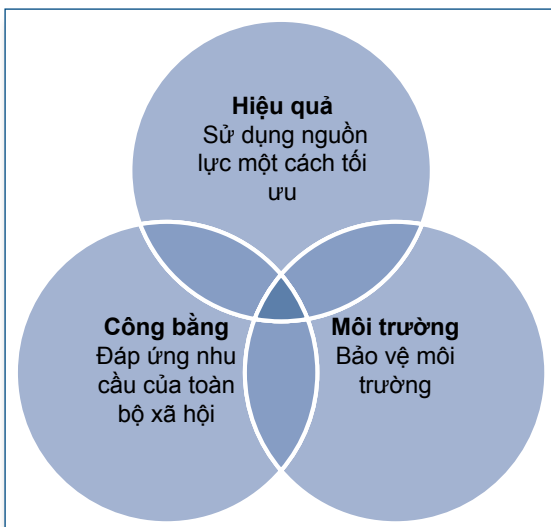 Hiệu quả
Sử dụng nguồn
lực một cách tối
ưu
Công bằng
Đáp ứng nhu
cầu của toàn
bộ xã hội
Môi trường
Bảo vệ môi
trường